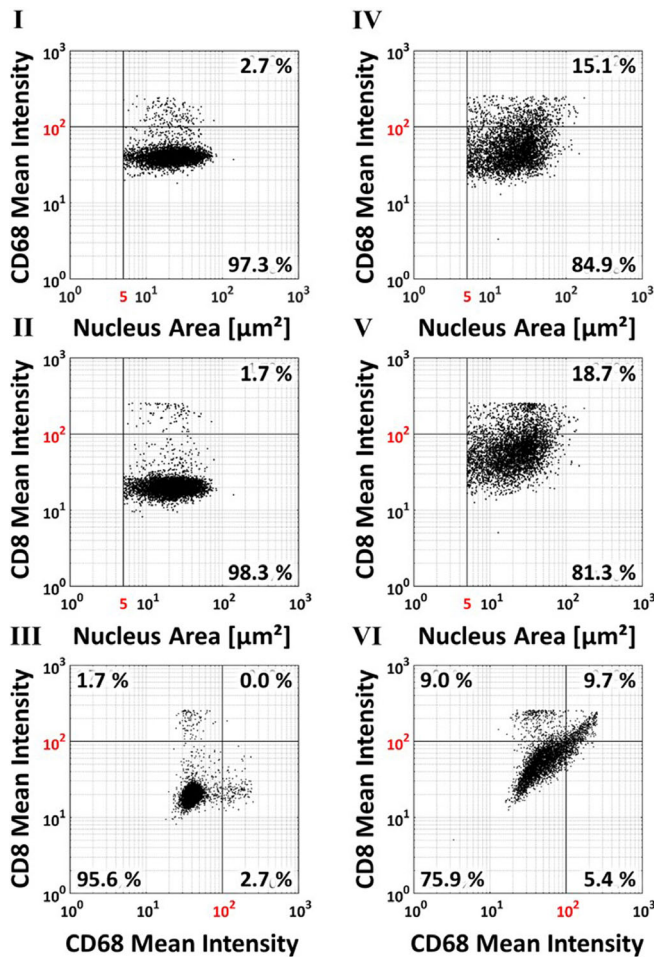 I
CD68 Mean Intensity
10³
10²
10¹
10⁰
2.7 %
97.3 %
10⁰ 5 10¹ 10² 10³
Nucleus Area [µm²]
IV
CD68 Mean Intensity
10³
10²
10¹
10⁰
15.1 %
84.9 %
10⁰ 5 10¹ 10² 10³
Nucleus Area [µm²]
II
CD8 Mean Intensity
10³
10²
10¹
10⁰
1.7 %
98.3 %
10⁰ 5 10¹ 10² 10³
Nucleus Area [µm²]
V
CD8 Mean Intensity
10³
10²
10¹
10⁰
18.7 %
81.3 %
10⁰ 5 10¹ 10² 10³
Nucleus Area [µm²]
III
CD8 Mean Intensity
10³
10²
10¹
10⁰
1.7 % 0.0 %
95.6 % 2.7 %
10⁰ 10¹ 10² 10³
CD68 Mean Intensity
VI
CD8 Mean Intensity
10³
10²
10¹
10⁰
9.0 % 9.7 %
75.9 % 5.4 %
10⁰ 10¹ 10² 10³
CD68 Mean Intensity